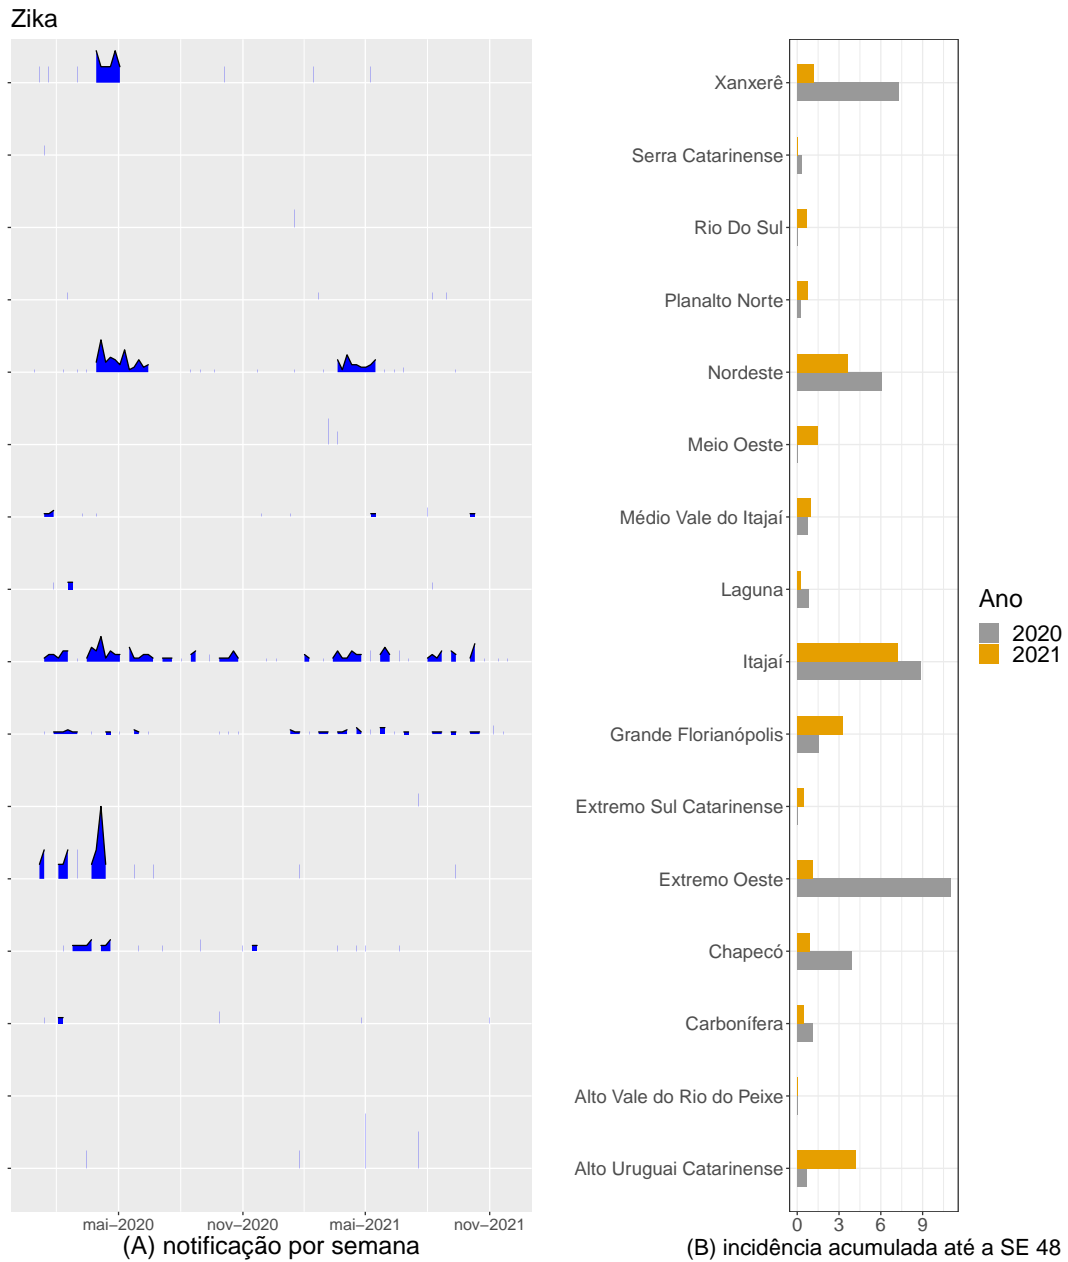 Zika
Xanxerê
Serra Catarinense
Rio Do Sul
Planalto Norte
Nordeste
Meio Oeste
Médio Vale do Itajaí
Laguna
Itajaí
Grande Florianópolis
Extremo Sul Catarinense
Extremo Oeste
Chapecó
Carbonífera
Alto Vale do Rio do Peixe
Alto Uruguai Catarinense
Ano
2020
2021
mai–2020 nov–2020 mai–2021 nov–2021
(A) notificação por semana
0 3 6 9
(B) incidência acumulada até a SE 48